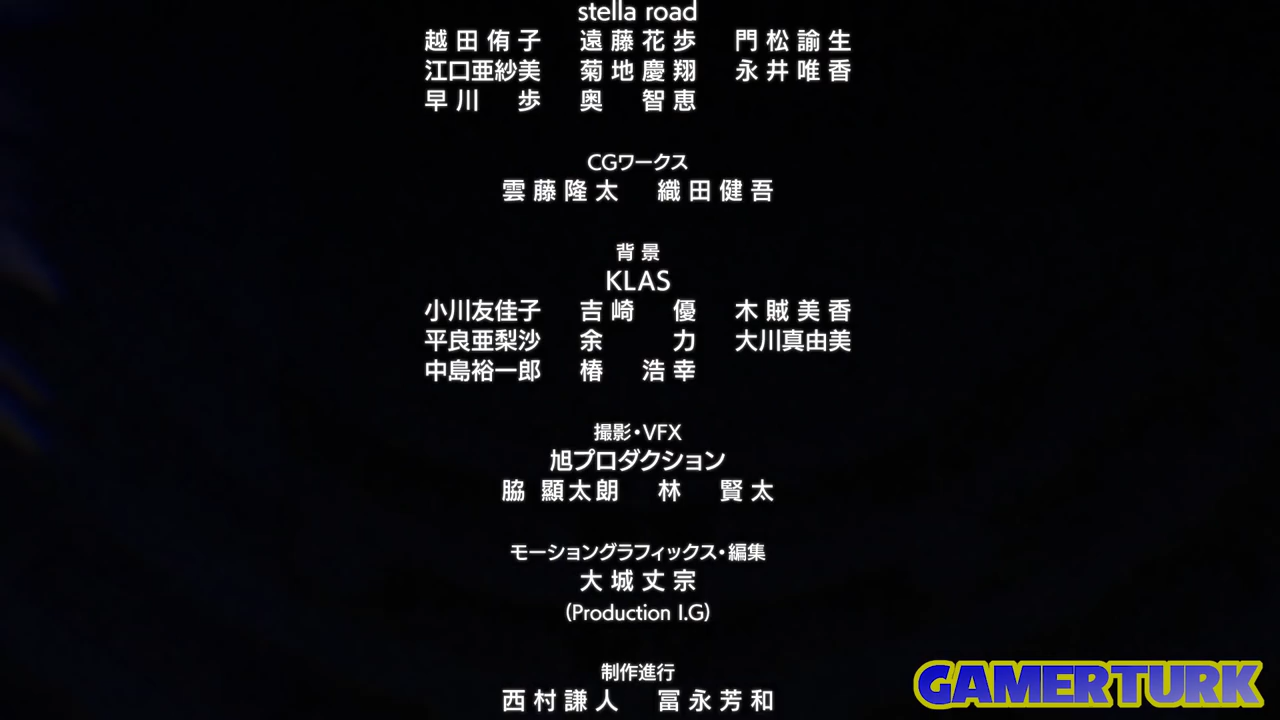 stella road
越田侑子 遠藤花歩 門松諭生
江口亜紗美 菊地慶翔 永井唯香
早川 歩 奥 智恵
CGワークス
雲藤隆太 織田健吾
背景
KLAS
小川友佳子 吉崎 優 木賊美香
平良亜梨沙 余 力 大川真由美
中島裕一郎 椿 浩幸
撮影・VFX
旭プロダクション
脇 顯太朗 林 賢太
モーショングラフィックス・編集
大城丈宗
(Production I.G)
制作進行
西村謙人 冨永芳和
GAMERTURK